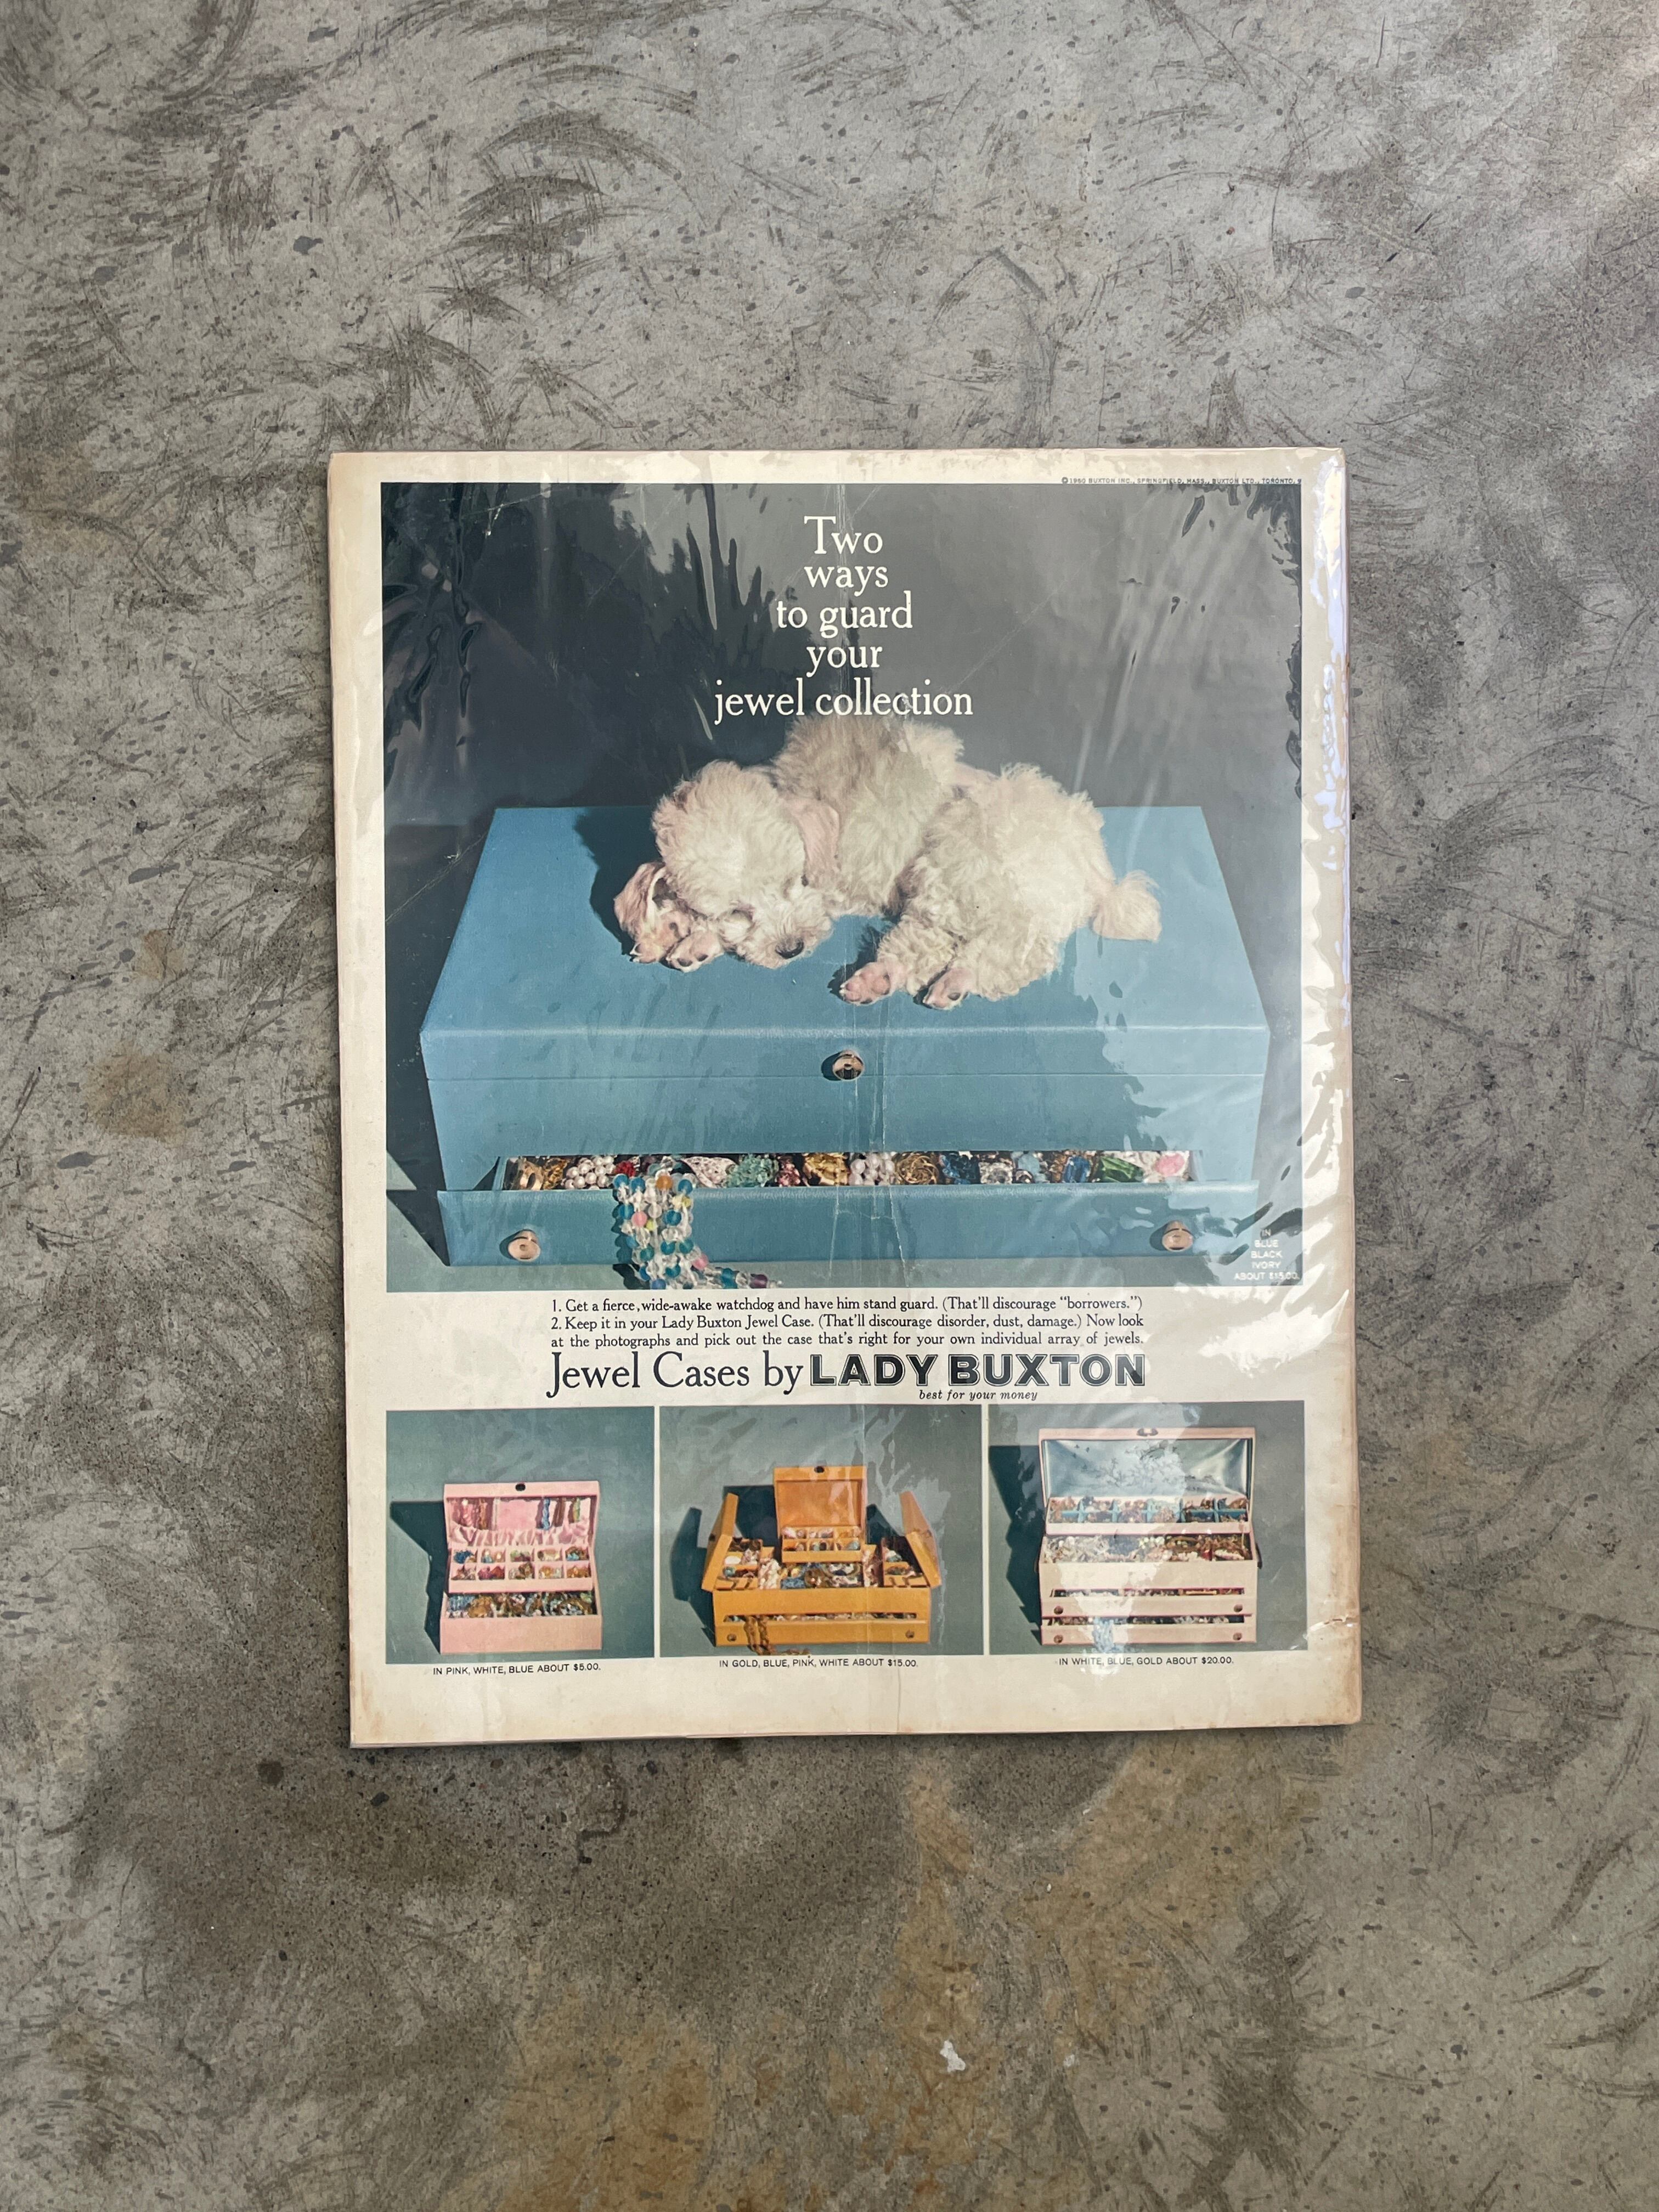 ©1960 BUXTON INC., SPRINGFIELD, MASS., BUXTON LTD., TORONTO,
Two
ways
to guard
your
jewel collection
IN
BLUE
BLACK
IVORY
ABOUT $15.00.
1. Get a fierce, wide-awake watchdog and have him stand guard. (That'll discourage "borrowers.")
2. Keep it in your Lady Buxton Jewel Case. (That'll discourage disorder, dust, damage.) Now look
at the photographs and pick out the case that's right for your own individual array of jewels.
Jewel Cases by LADY BUXTON
best for your money
IN PINK, WHITE, BLUE ABOUT $5.00.
IN GOLD, BLUE, PINK, WHITE ABOUT $15.00.
IN WHITE, BLUE, GOLD ABOUT $20.00.